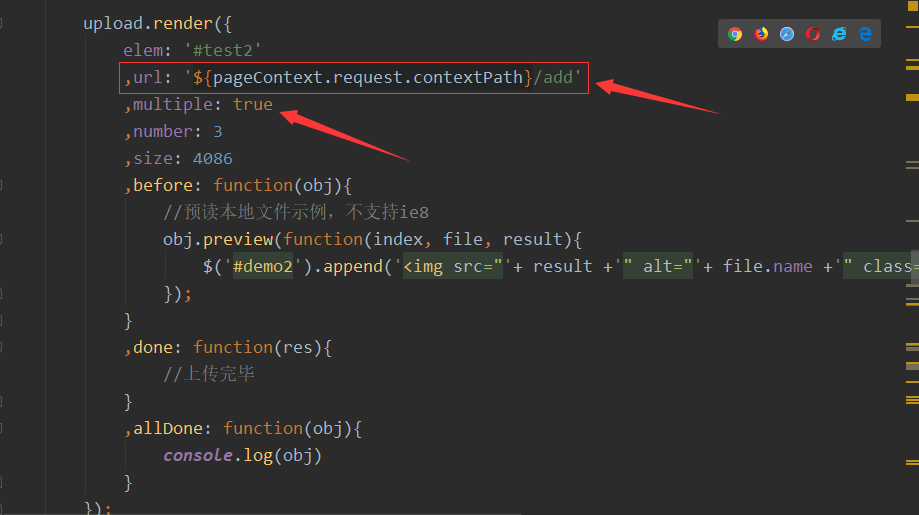 upload.render({
elem: '#test2'
,url: '${pageContext.request.contextPath}/add'
,multiple: true
,number: 3
,size: 4086
,before: function(obj){
//预读本地文件示例，不支持ie8
obj.preview(function(index, file, result){
$('#demo2').append('<img src="'+ result +'" alt="'+ file.name +'" class=
});
}
,done: function(res){
//上传完毕
}
,allDone: function(obj){
console.log(obj)
}
});